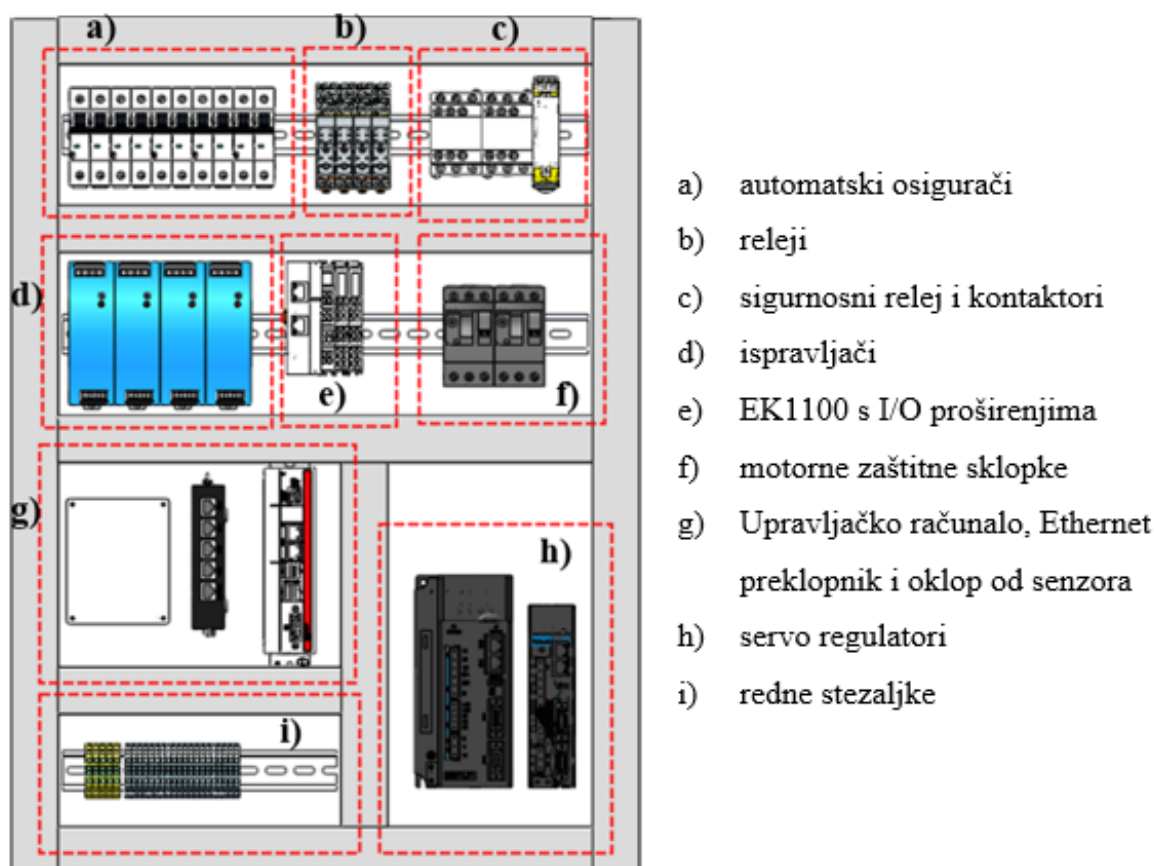 a)
b)
c)
d)
e)
f)
g)
h)
i)
a) automatski osigurači
b) releji
c) sigurnosni relej i kontaktori
d) ispravljači
e) EK1100 s I/O proširenjima
f) motorne zaštitne sklopke
g) Upravljačko računalo, Ethernet
preklopnik i oklop od senzora
h) servo regulatori
i) redne stezaljke